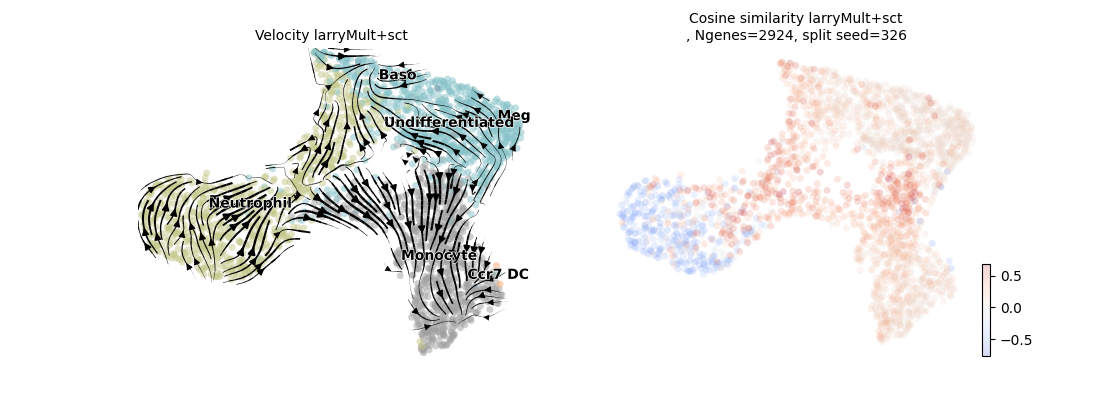 Velocity larryMult+sct
Baso
Meg
Undifferentiated
Neutrophil
Monocyte
Ccr7 DC
Cosine similarity larryMult+sct
, Ngenes=2924, split seed=326
0.5
0.0
−0.5